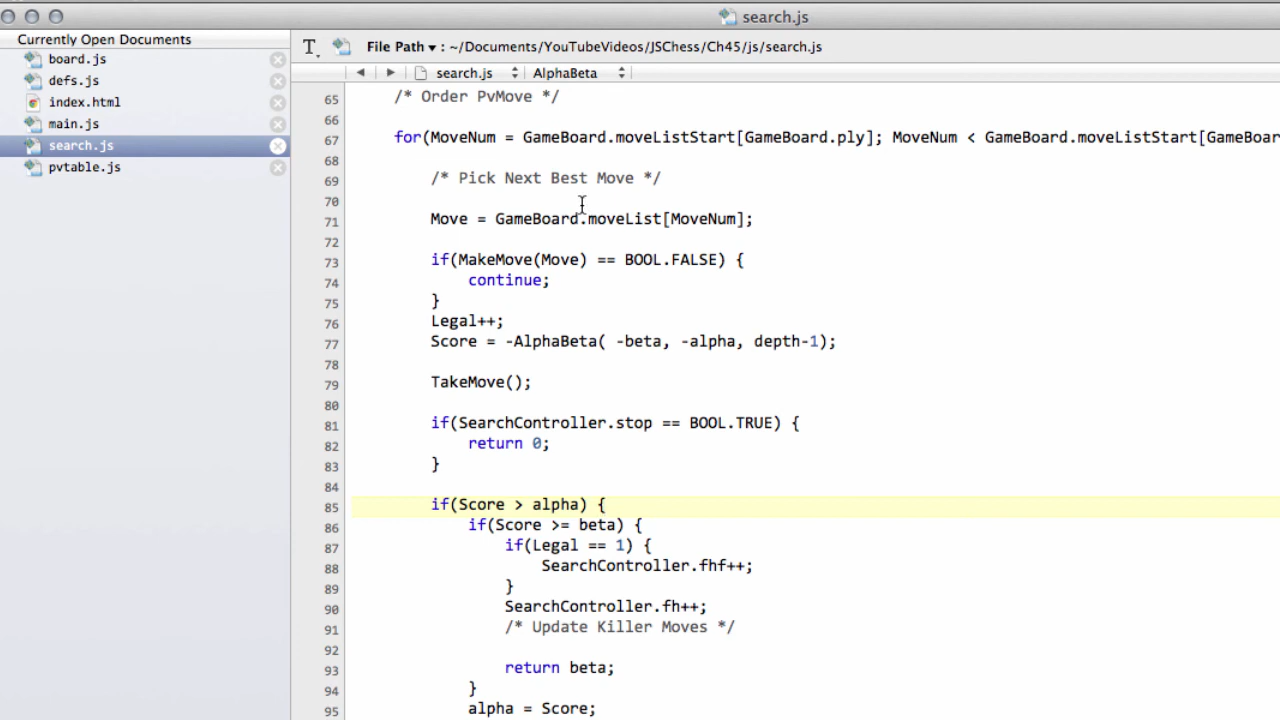 search.js
Currently Open Documents
board.js
defs.js
index.html
main.js
search.js
pvtable.js
T File Path ▾ : ~/Documents/YouTubeVideos/JSChess/Ch45/js/search.js
search.js AlphaBeta
65 /* Order PvMove */
66
67 for(MoveNum = GameBoard.moveListStart[GameBoard.ply]; MoveNum < GameBoard.moveListStart[GameBoar
68
69 /* Pick Next Best Move */
70
71 Move = GameBoard.moveList[MoveNum];
72
73 if(MakeMove(Move) == BOOL.FALSE) {
74 continue;
75 }
76 Legal++;
77 Score = -AlphaBeta( -beta, -alpha, depth-1);
78
79 TakeMove();
80
81 if(SearchController.stop == BOOL.TRUE) {
82 return 0;
83 }
84
85 if(Score > alpha) {
86 if(Score >= beta) {
87 if(Legal == 1) {
88 SearchController.fhf++;
89 }
90 SearchController.fh++;
91 /* Update Killer Moves */
92
93 return beta;
94 }
95 alpha = Score;